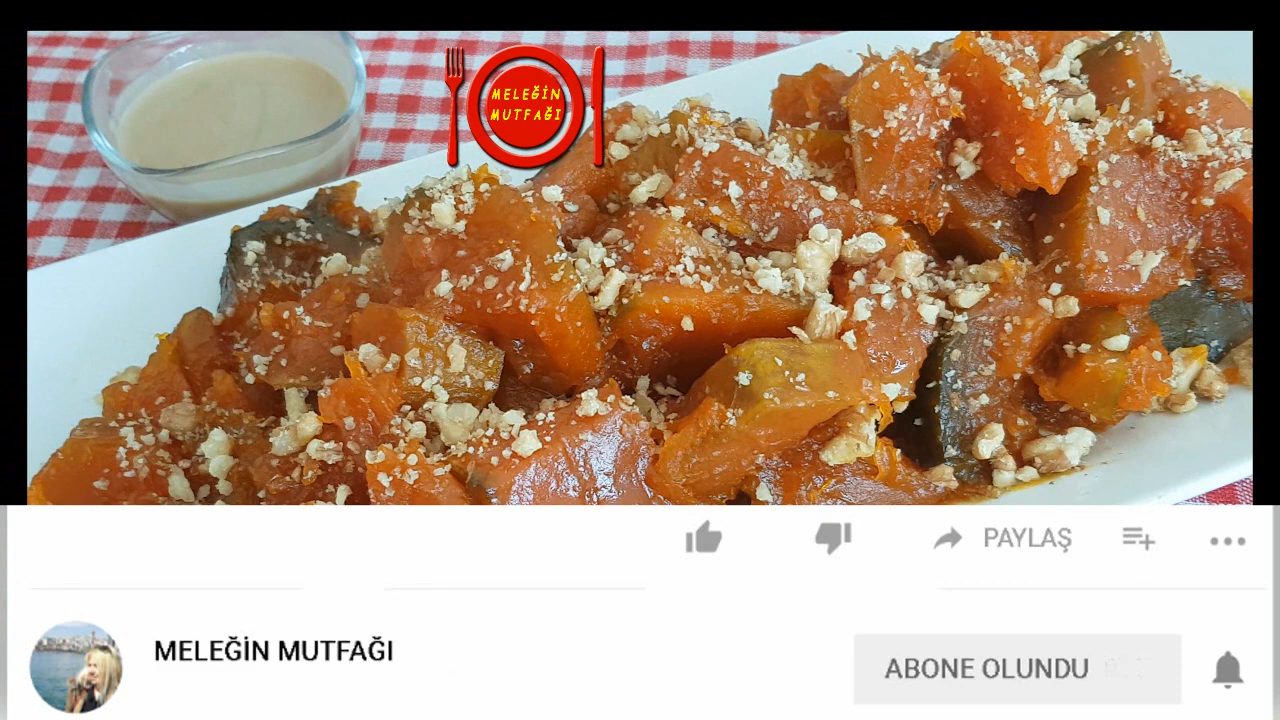 MELEĞİN
MUTFAĞI
PAYLAŞ
MELEĞİN MUTFAĞI
ABONE OLUNDU